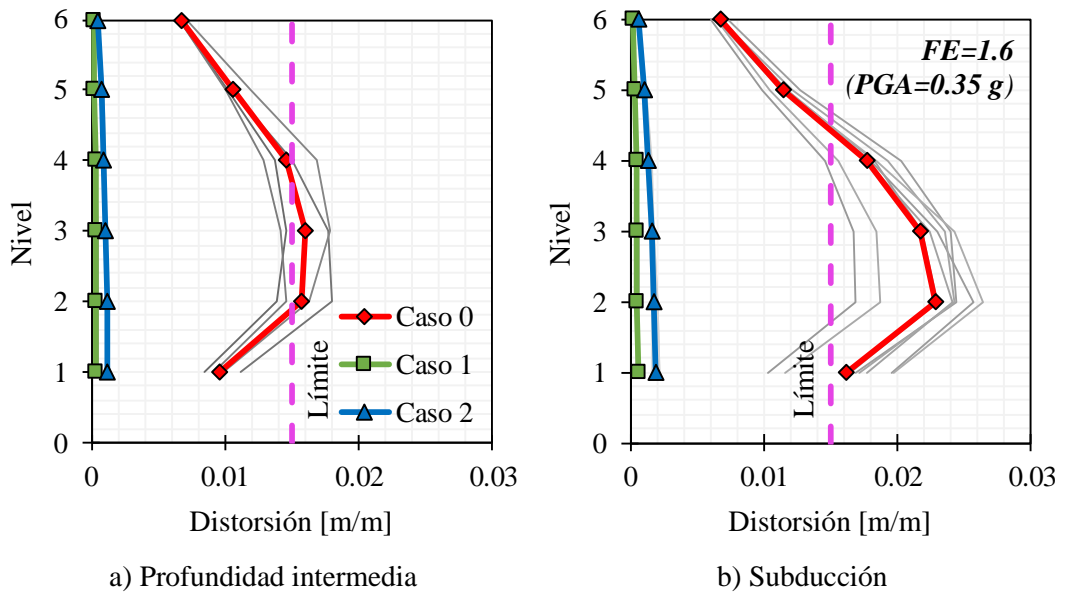 6
5
4
3
2
1
0
Nivel
0
0.01
0.02
0.03
Distorsión [m/m]
Límite
Caso 0
Caso 1
Caso 2
a) Profundidad intermedia
6
5
4
3
2
1
0
Nivel
FE=1.6
(PGA=0.35 g)
Límite
0
0.01
0.02
0.03
Distorsión [m/m]
b) Subducción